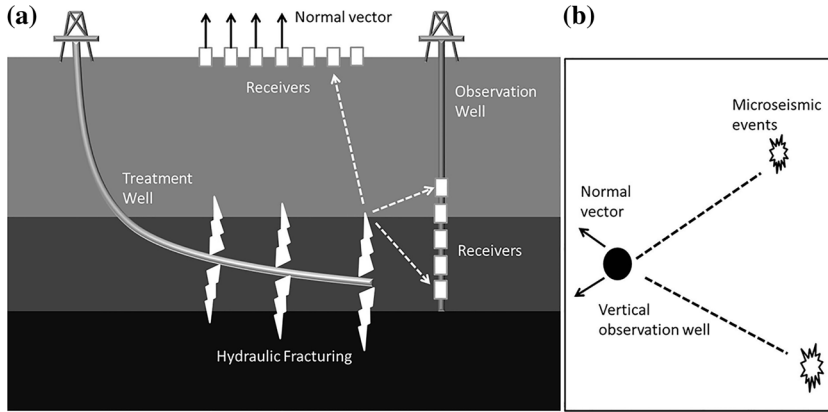 (a)
Normal vector
Receivers
Observation
Well
Treatment
Well
Receivers
Hydraulic Fracturing
(b)
Microseismic
events
Normal
vector
Vertical
observation well